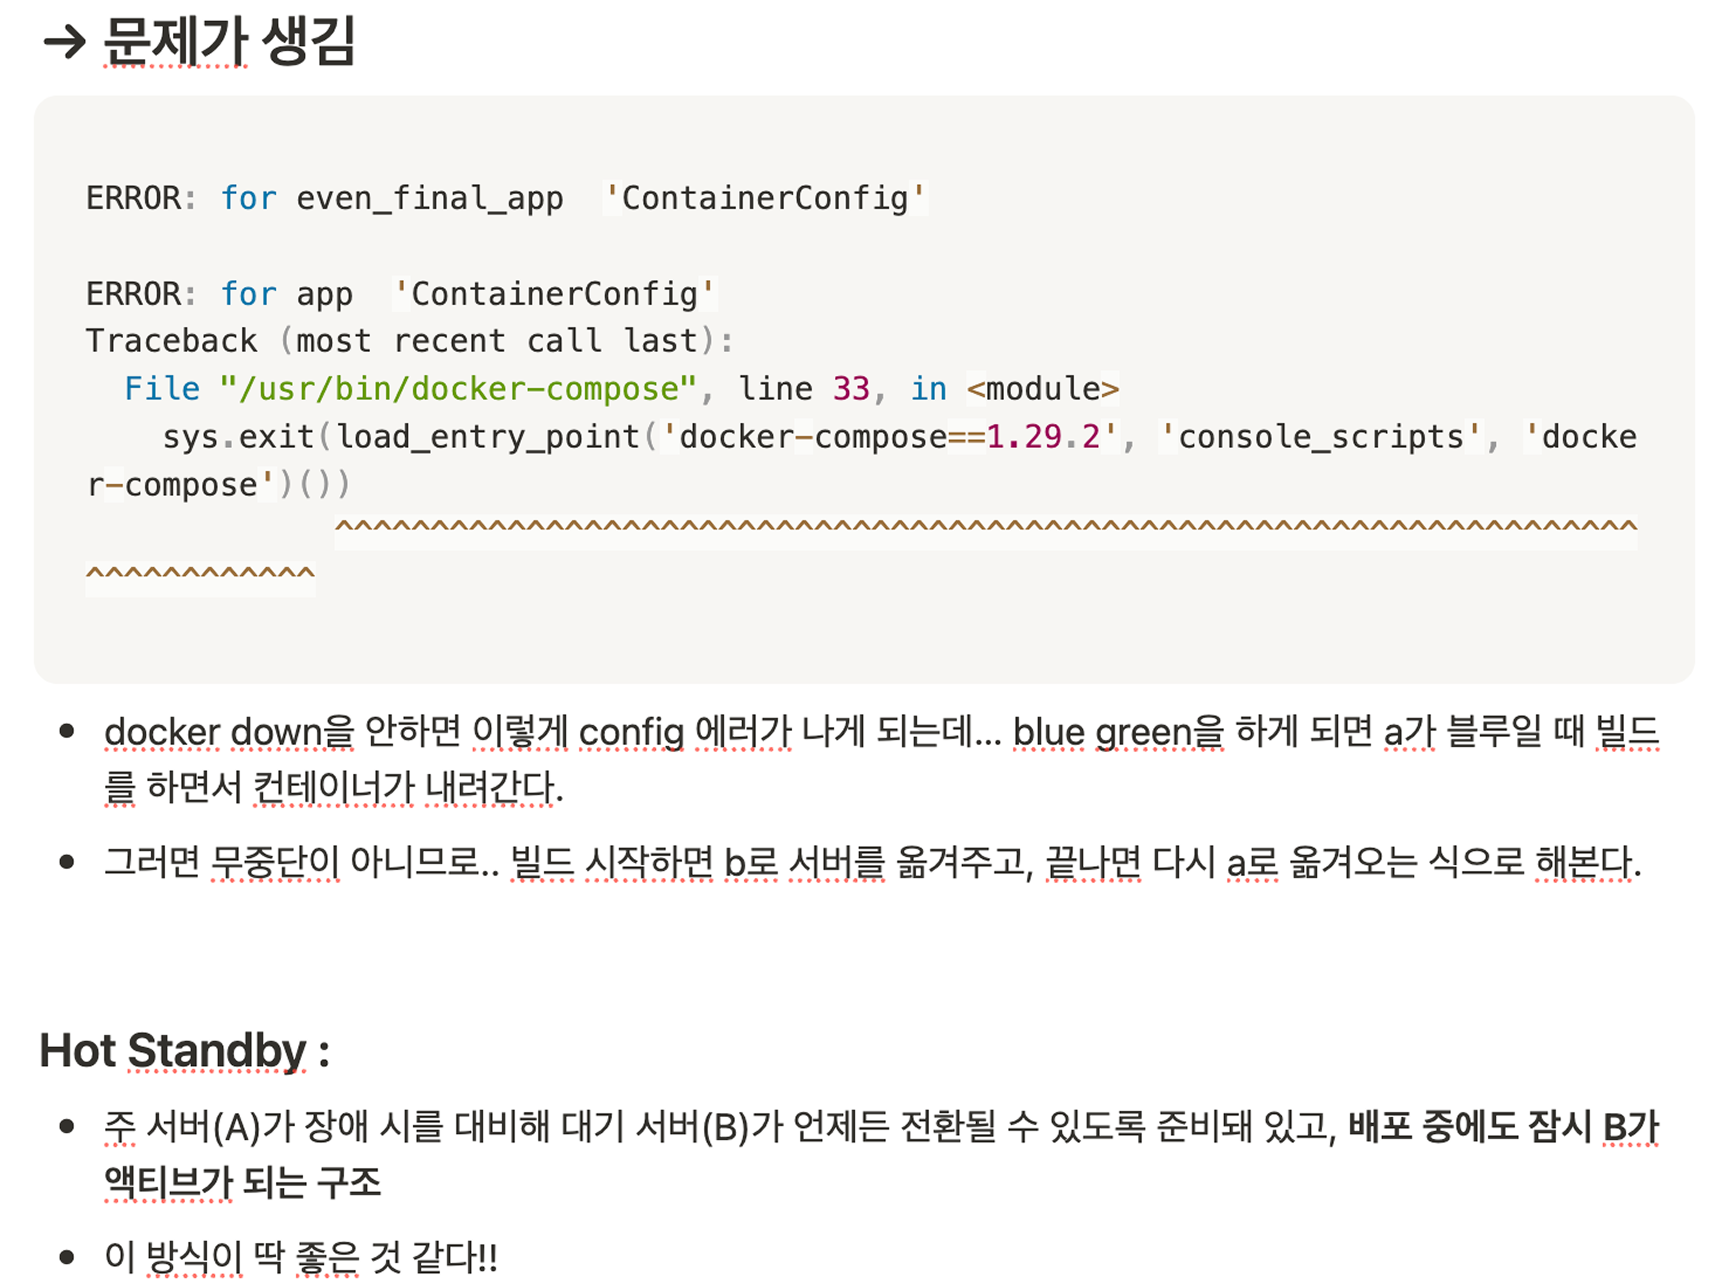 → 문제가 생김
ERROR: for even_final_app  'ContainerConfig'
ERROR: for app  'ContainerConfig'
Traceback (most recent call last):
  File "/usr/bin/docker-compose", line 33, in <module>
    sys.exit(load_entry_point('docker-compose==1.29.2', 'console_scripts', 'docke
r-compose')())
             ^^^^^^^^^^^^^^^^^^^^^^^^^^^^^^^^^^^^^^^^^^^^^^^^^^^^^^^^^^^^^^^^^^^^
^^^^^^^^^^^^
• docker down을 안하면 이렇게 config 에러가 나게 되는데... blue green을 하게 되면 a가 블루일 때 빌드
를 하면서 컨테이너가 내려간다.
• 그러면 무중단이 아니므로.. 빌드 시작하면 b로 서버를 옮겨주고, 끝나면 다시 a로 옮겨오는 식으로 해본다.
Hot Standby :
• 주 서버(A)가 장애 시를 대비해 대기 서버(B)가 언제든 전환될 수 있도록 준비돼 있고, 배포 중에도 잠시 B가
액티브가 되는 구조
• 이 방식이 딱 좋은 것 같다!!